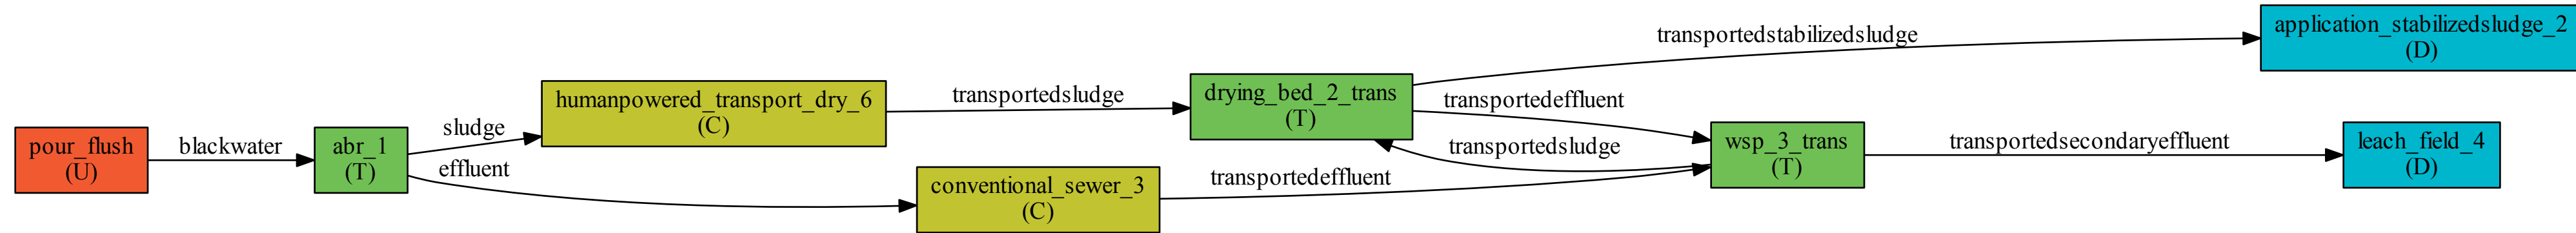 pour_flush
(U)
blackwater
abr_1
(T)
sludge
effluent
humanpowered_transport_dry_6
(C)
conventional_sewer_3
(C)
transportedsludge
transportedeffluent
drying_bed_2_trans
(T)
transportedstabilizedsludge
transportedeffluent
transportedsludge
wsp_3_trans
(T)
transportedsecondaryeffluent
application_stabilizedsludge_2
(D)
leach_field_4
(D)